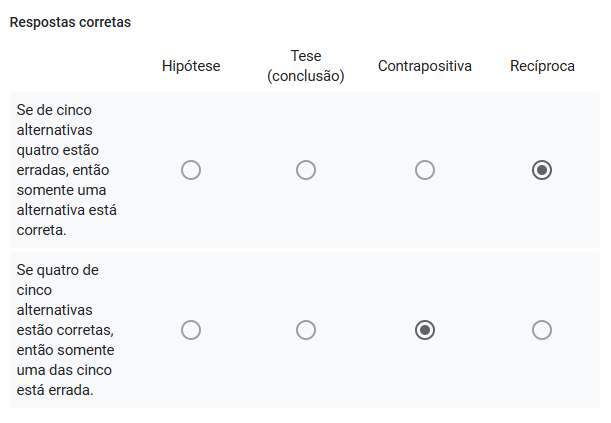 Respostas corretas
Hipótese
Tese
(conclusão)
Contrapositiva
Recíproca
Se de cinco
alternativas
quatro estão
erradas, então
somente uma
alternativa está
correta.
Se quatro de
cinco
alternativas
estão corretas,
então somente
uma das cinco
está errada.